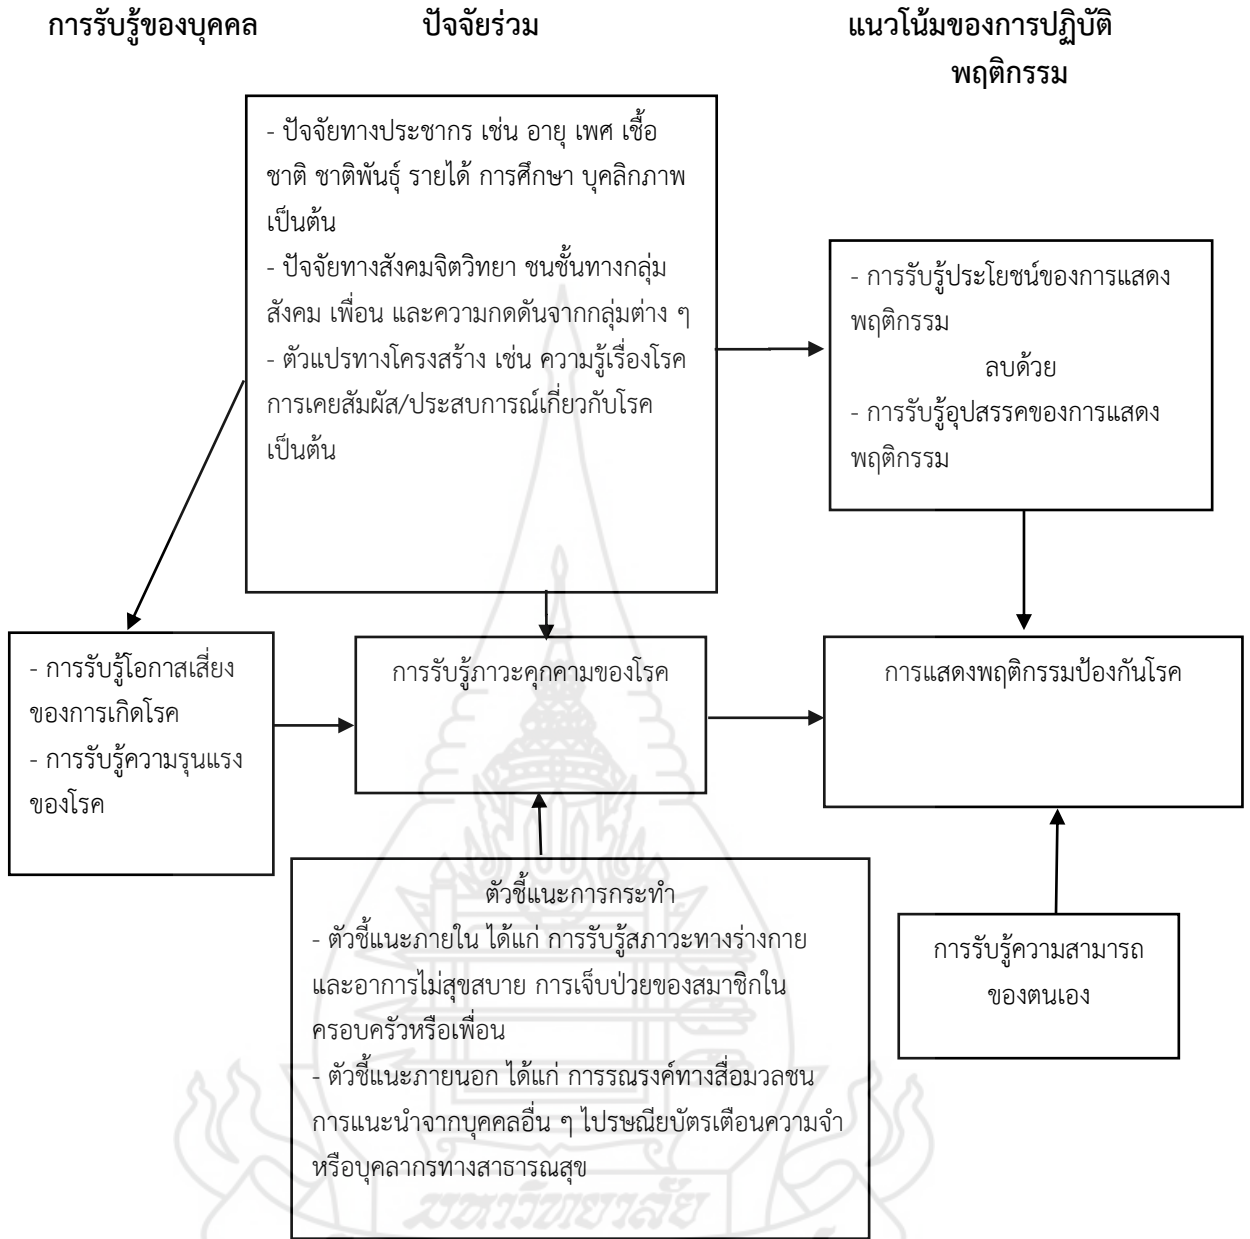 การรับรู้ของบุคคล
ปัจจัยร่วม
แนวโน้มของการปฏิบัติ
พฤติกรรม
- ปัจจัยทางประชากร เช่น อายุ เพศ เชื้อ
ชาติ ชาติพันธุ์ รายได้ การศึกษา บุคลิกภาพ
เป็นต้น
- ปัจจัยทางสังคมจิตวิทยา ชนชั้นทางกลุ่ม
สังคม เพื่อน และความกดดันจากกลุ่มต่าง ๆ
- ตัวแปรทางโครงสร้าง เช่น ความรู้เรื่องโรค
การเคยสัมผัส/ประสบการณ์เกี่ยวกับโรค
เป็นต้น
- การรับรู้ประโยชน์ของการแสดง
พฤติกรรม
ลบด้วย
- การรับรู้อุปสรรคของการแสดง
พฤติกรรม
- การรับรู้โอกาสเสี่ยง
ของการเกิดโรค
- การรับรู้ความรุนแรง
ของโรค
การรับรู้ภาวะคุกคามของโรค
การแสดงพฤติกรรมป้องกันโรค
ตัวชี้แนะการกระทำ
- ตัวชี้แนะภายใน ได้แก่ การรับรู้สภาวะทางร่างกาย
และอาการไม่สุขสบาย การเจ็บป่วยของสมาชิกใน
ครอบครัวหรือเพื่อน
- ตัวชี้แนะภายนอก ได้แก่ การรณรงค์ทางสื่อมวลชน
การแนะนำจากบุคคลอื่น ๆ ไปรษณียบัตรเตือนความจำ
หรือบุคลากรทางสาธารณสุข
การรับรู้ความสามารถ
ของตนเอง
มหาวิทยาลัย